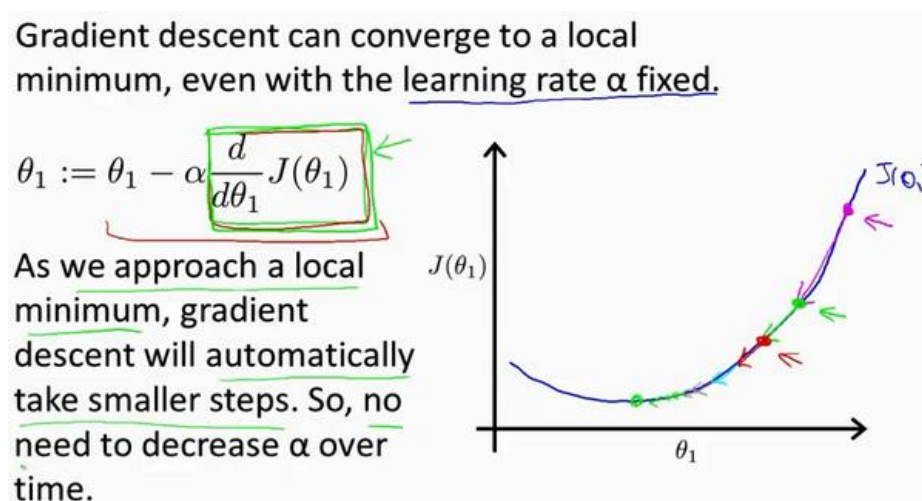 Gradient descent can converge to a local
minimum, even with the learning rate α fixed.
θ₁ := θ₁ − α d/dθ₁ J(θ₁)
As we approach a local
minimum, gradient
descent will automatically
take smaller steps. So, no
need to decrease α over
time.
J(θ₁)
J(θ₁)
θ₁